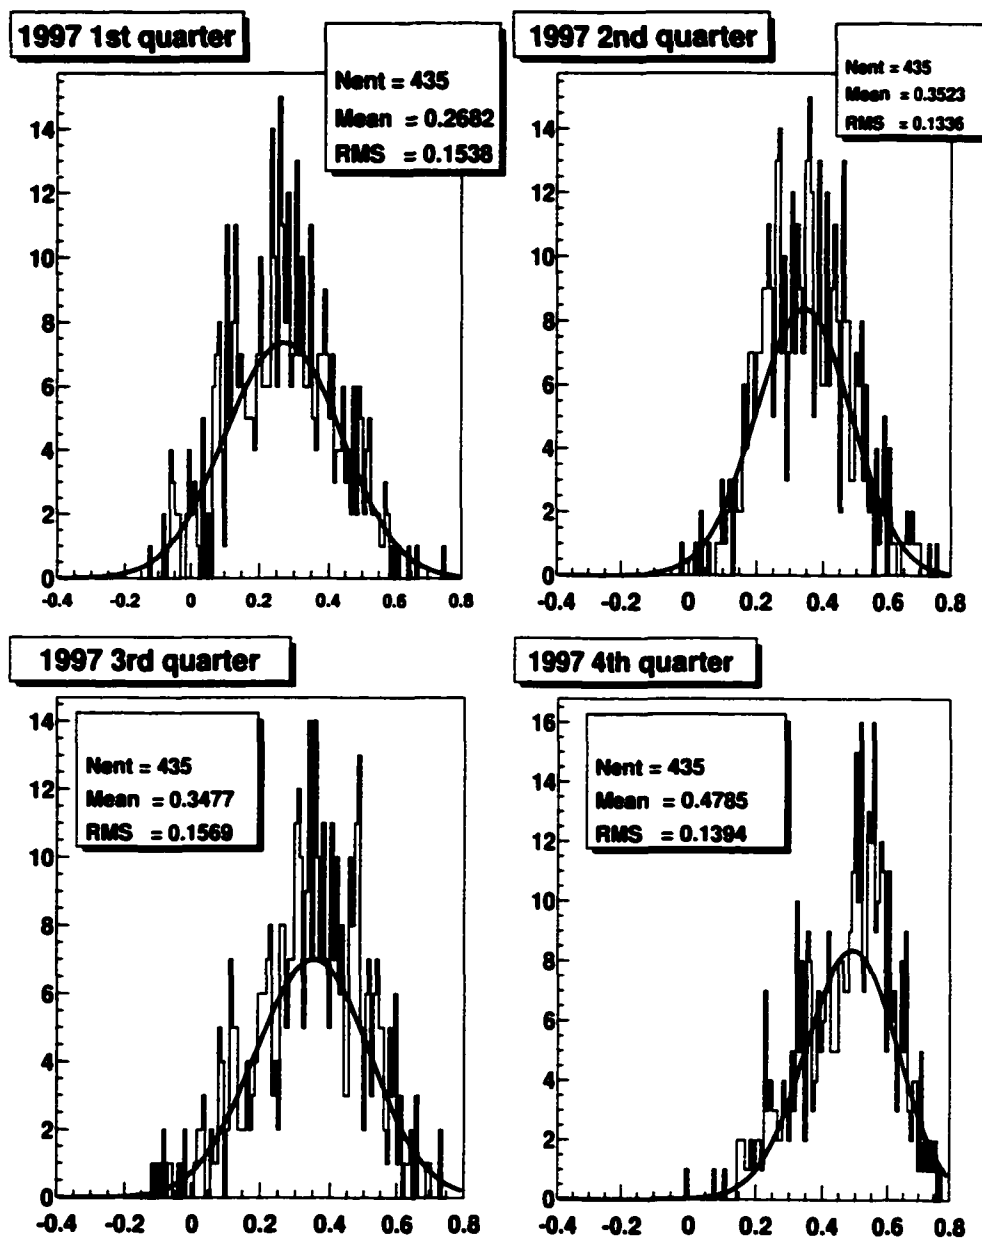 1997 1st quarter
Nent = 435
Mean = 0.2682
RMS = 0.1538
14
12
10
8
6
4
2
0
-0.4 -0.2 0 0.2 0.4 0.6 0.8
1997 2nd quarter
Nent = 435
Mean = 0.3523
RMS = 0.1336
14
12
10
8
6
4
2
0
-0.4 -0.2 0 0.2 0.4 0.6 0.8
1997 3rd quarter
Nent = 435
Mean = 0.3477
RMS = 0.1569
14
12
10
8
6
4
2
0
-0.4 -0.2 0 0.2 0.4 0.6 0.8
1997 4th quarter
Nent = 435
Mean = 0.4785
RMS = 0.1394
16
14
12
10
8
6
4
2
0
-0.4 -0.2 0 0.2 0.4 0.6 0.8